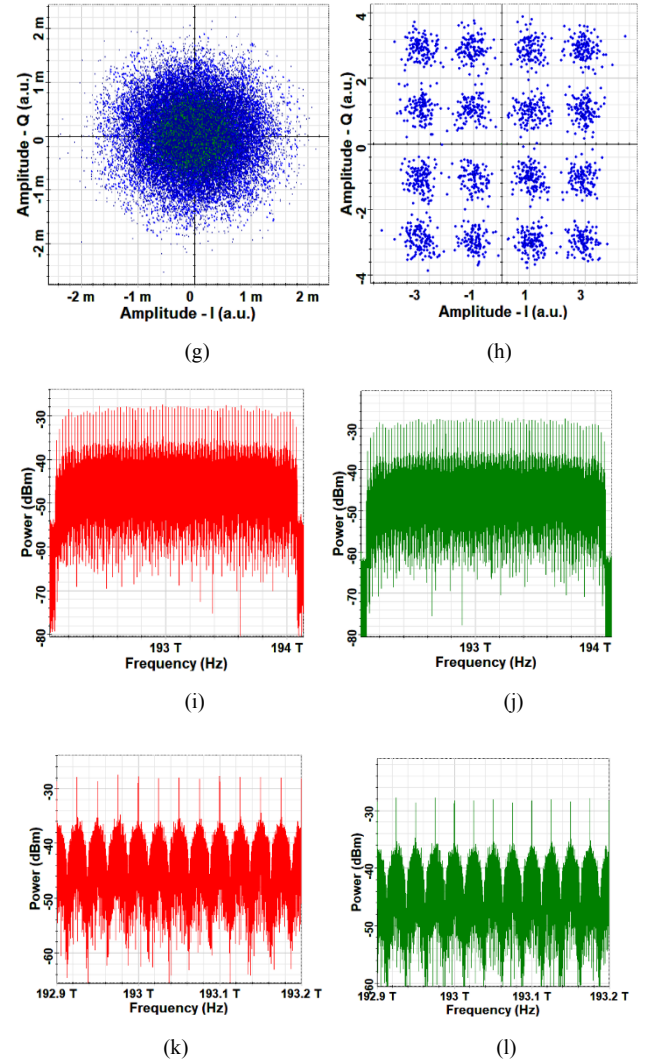 2 m
1 m
0
-1 m
-2 m
Amplitude - Q (a.u.)
-2 m -1 m 0 1 m 2 m
Amplitude - I (a.u.)
(g)
4
2
0
-2
-4
Amplitude - Q (a.u.)
-3 -1 1 3
Amplitude - I (a.u.)
(h)
-30
-40
-50
-60
-70
-80
Power (dBm)
193 T 194 T
Frequency (Hz)
(i)
-30
-40
-50
-60
-70
-80
Power (dBm)
193 T 194 T
Frequency (Hz)
(j)
-30
-40
-50
-60
Power (dBm)
192.9 T 193 T 193.1 T 193.2 T
Frequency (Hz)
(k)
-30
-40
-50
-60
Power (dBm)
192.9 T 193 T 193.1 T 193.2 T
Frequency (Hz)
(l)